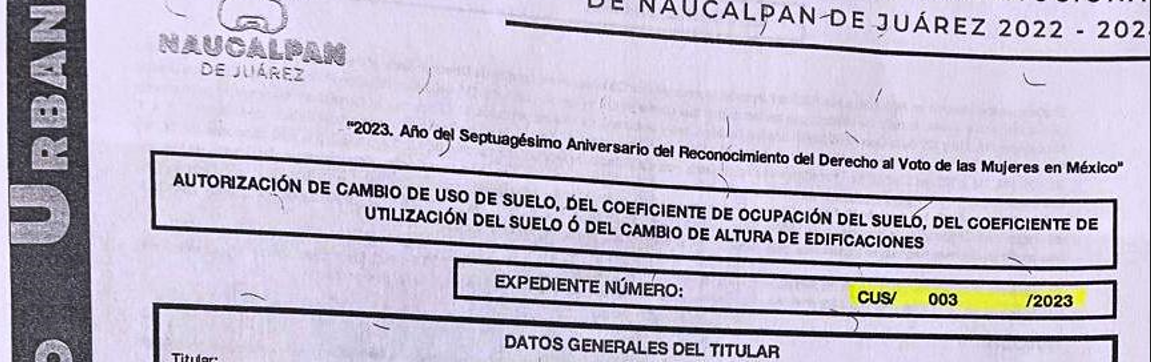 DE NAUCALPAN DE JUÁREZ 2022 - 202
NAUCALPAN
DE JUÁREZ
URBAN
"2023. Año del Septuagésimo Aniversario del Reconocimiento del Derecho al Voto de las Mujeres en México"
AUTORIZACIÓN DE CAMBIO DE USO DE SUELO, DEL COEFICIENTE DE OCUPACIÓN DEL SUELO, DEL COEFICIENTE DE
UTILIZACIÓN DEL SUELO Ó DEL CAMBIO DE ALTURA DE EDIFICACIONES
EXPEDIENTE NÚMERO: CUS/ 003 /2023
DATOS GENERALES DEL TITULAR
Titular: